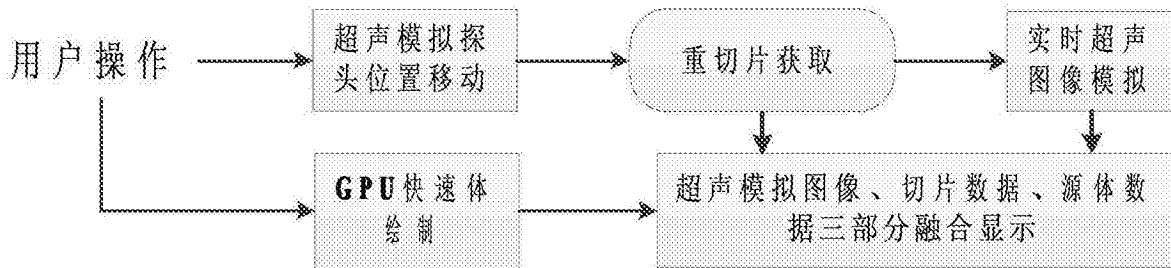 用户操作
超声模拟探
头位置移动
重切片获取
实时超声
图像模拟
GPU快速体
绘制
超声模拟图像、切片数据、源体数
据三部分融合显示